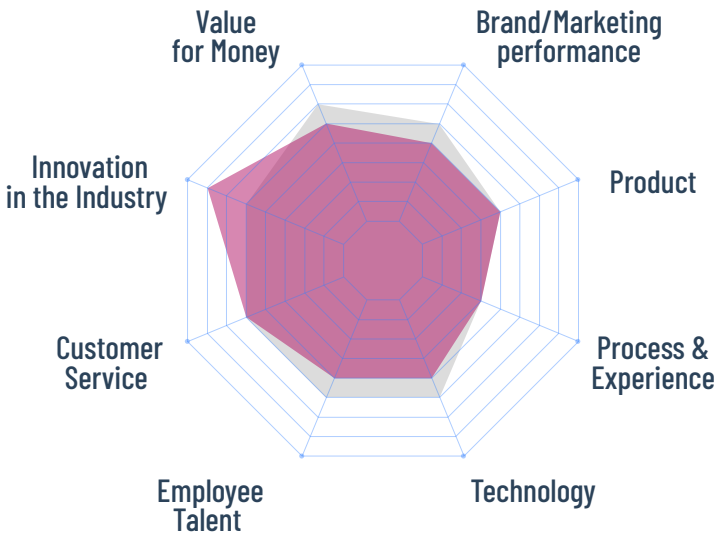 Value
for Money
Brand/Marketing
performance
Innovation
in the Industry
Product
Customer
Service
Process &
Experience
Employee
Talent
Technology